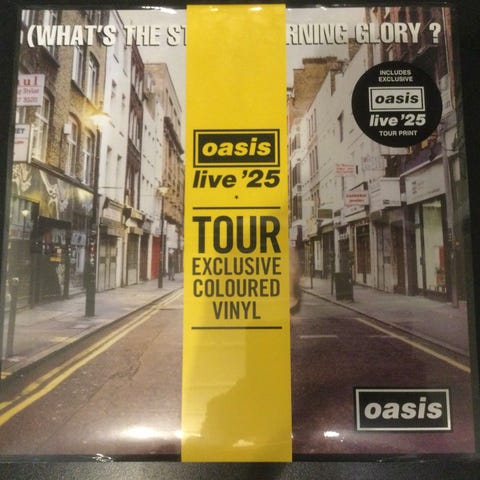 (WHAT'S THE ST RNING GLORY ?
INCLUDES
EXCLUSIVE
oasis
live '25
TOUR PRINT
oasis
live '25
TOUR
EXCLUSIVE
COLOURED
VINYL
oasis